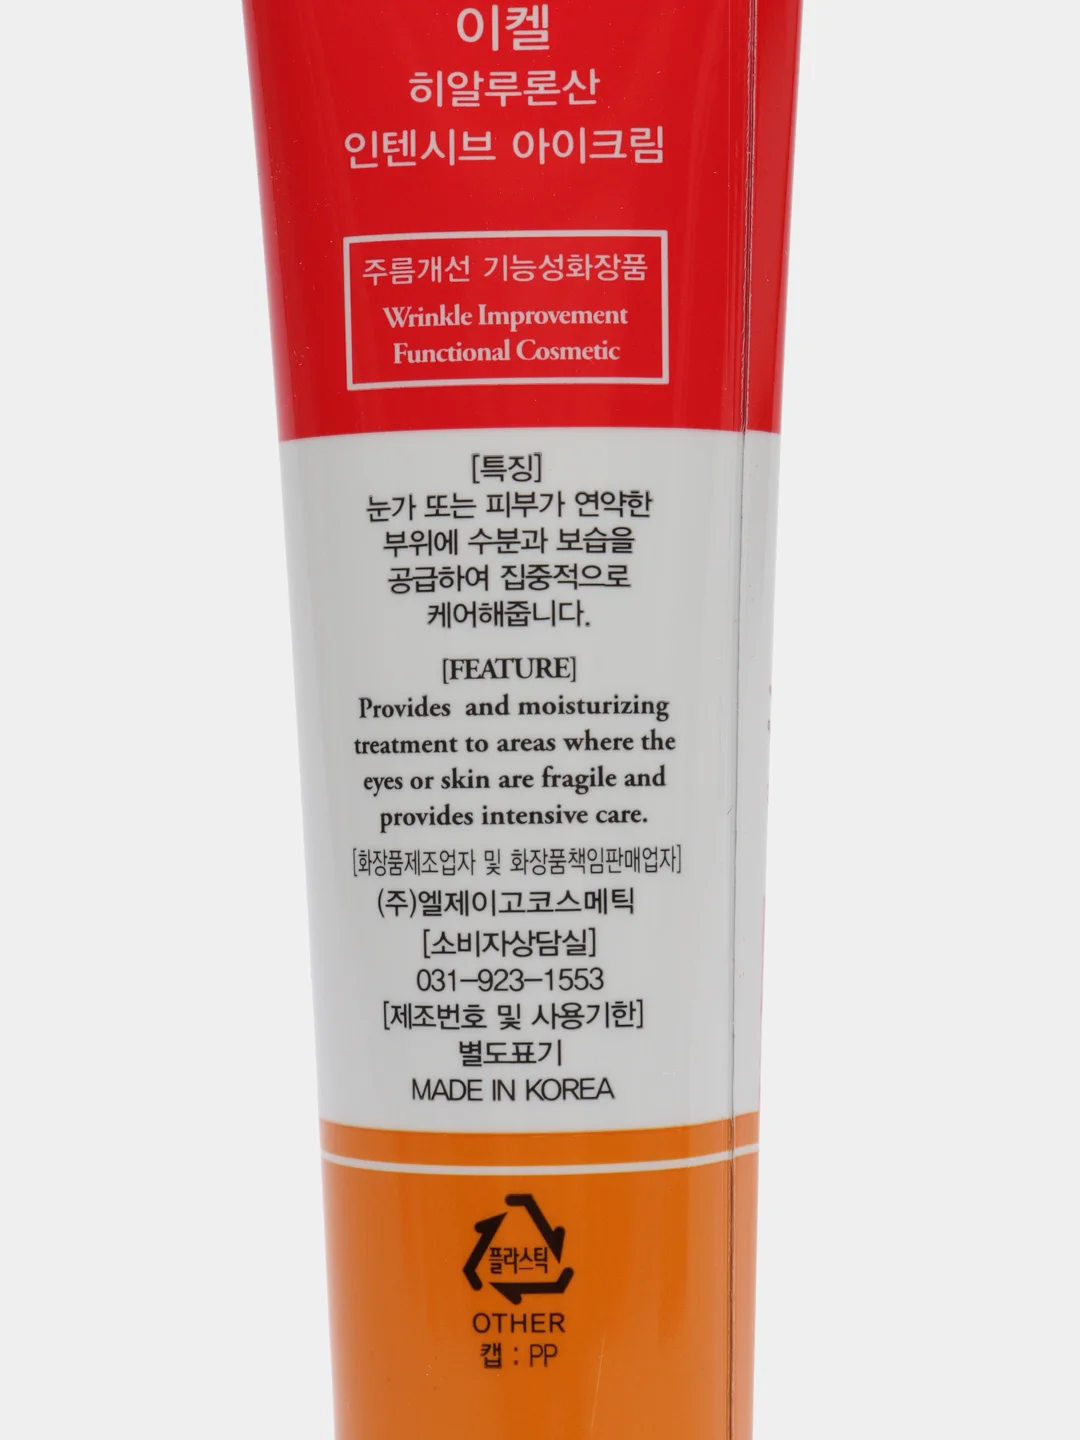 이켈
히알루론산
인텐시브 아이크림
주름개선 기능성화장품
Wrinkle Improvement
Functional Cosmetic
[특징]
눈가 또는 피부가 연약한
부위에 수분과 보습을
공급하여 집중적으로
케어해줍니다.
[FEATURE]
Provides and moisturizing
treatment to areas where the
eyes or skin are fragile and
provides intensive care.
[화장품제조업자 및 화장품책임판매업자]
(주)엘제이고코스메틱
[소비자상담실]
031-923-1553
[제조번호 및 사용기한]
별도표기
MADE IN KOREA
플라스틱
OTHER
캡 : PP